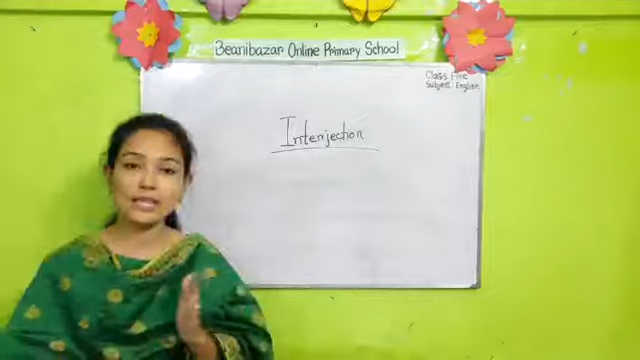 Beanibazar Online Primary School
Class Five
Subject: English
Interjection